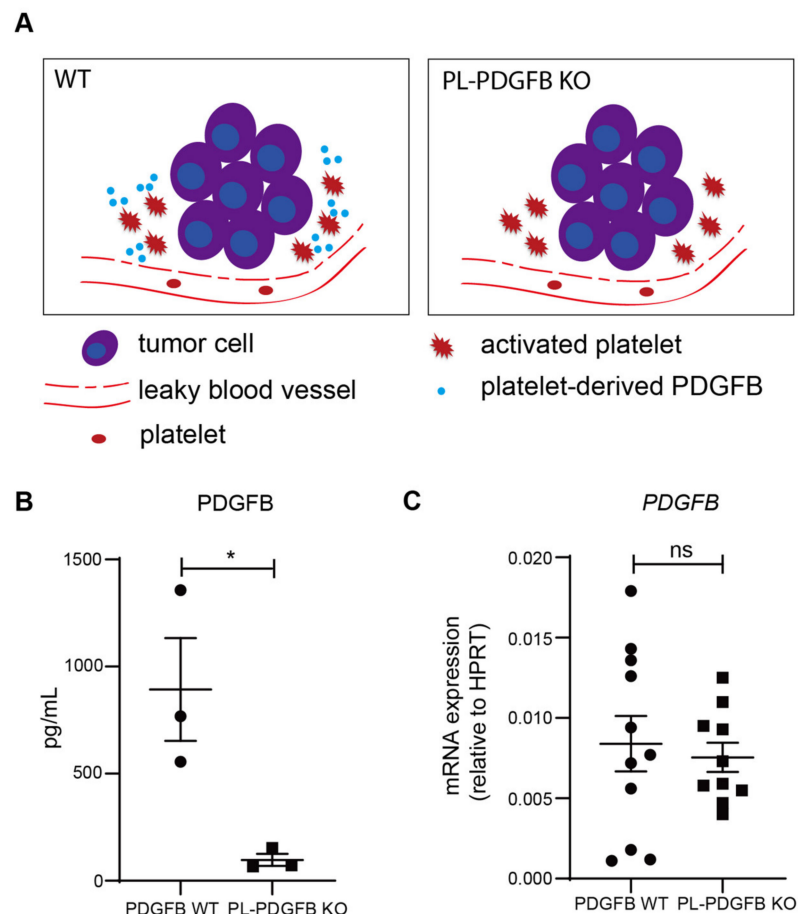 A
WT
PL-PDGFB KO
tumor cell
leaky blood vessel
platelet
activated platelet
platelet-derived PDGFB
B
PDGFB
1500
1000
500
0
pg/mL
*
PDGFB WT
PL-PDGFB KO
C
PDGFB
0.020
0.015
0.010
0.005
0.000
mRNA expression
(relative to HPRT)
ns
PDGFB WT
PL-PDGFB KO